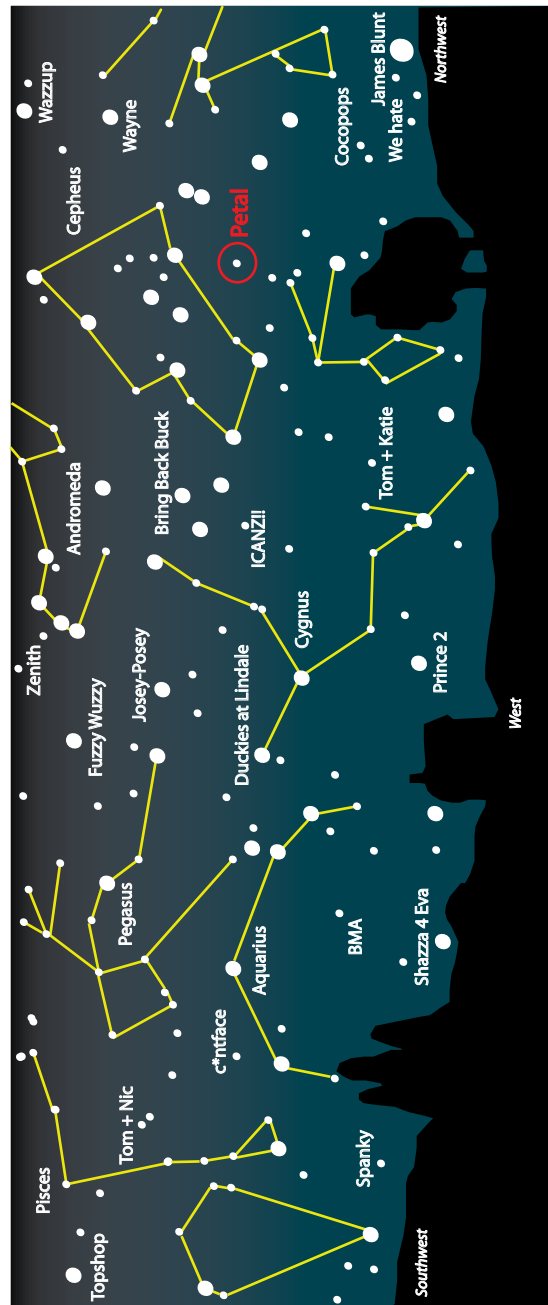 Pisces
Zenith
Wazzup
Andromeda
Cepheus
Topshop
Fuzzy Wuzzy
Tom + Nic
Pegasus
Wayne
Josey-Posey
Bring Back Buck
c*ntface
Duckies at Lindale
Petal
Aquarius
ICANZ!!
Cygnus
Cocopops
BMA
Spanky
Tom + Katie
We hate
James Blunt
Shazza 4 Eva
Prince 2
Southwest
West
Northwest